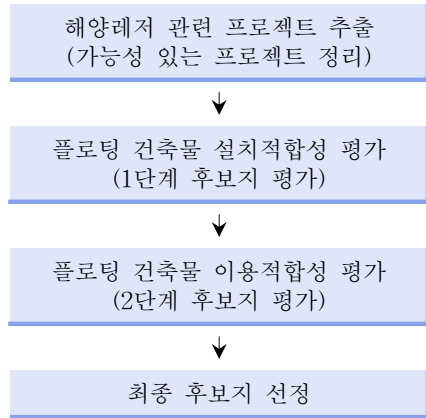 해양레저 관련 프로젝트 추출
(가능성 있는 프로젝트 정리)
플로팅 건축물 설치적합성 평가
(1단계 후보지 평가)
플로팅 건축물 이용적합성 평가
(2단계 후보지 평가)
최종 후보지 선정